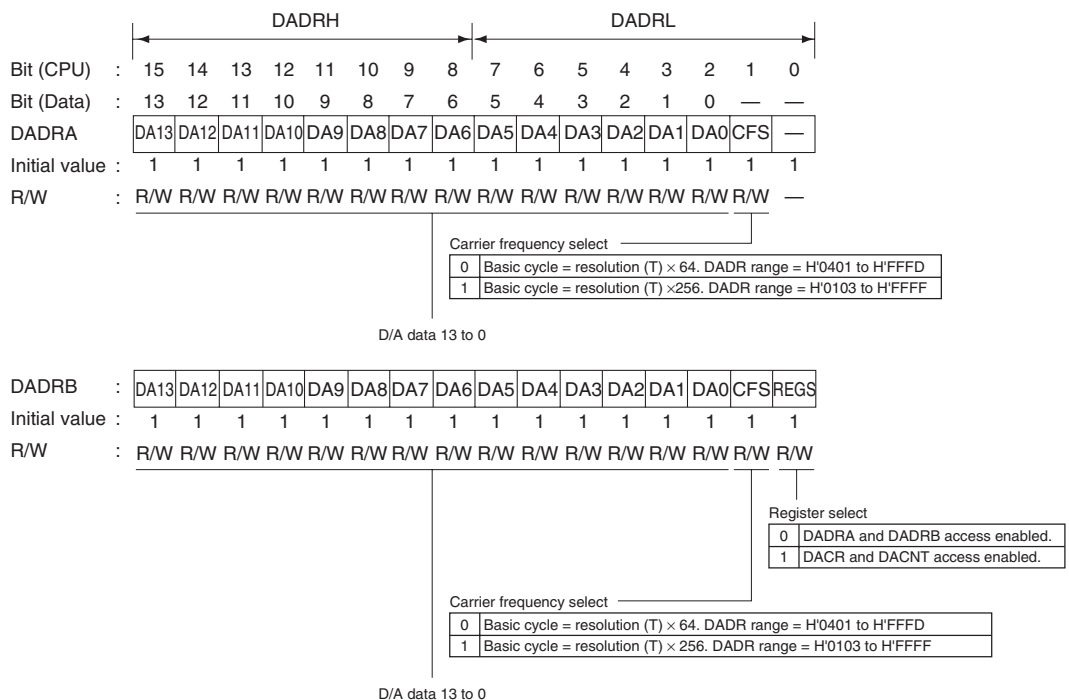 DADRH DADRL
Bit (CPU) : 15 14 13 12 11 10 9 8 7 6 5 4 3 2 1 0
Bit (Data) : 13 12 11 10 9 8 7 6 5 4 3 2 1 0 — —
DADRA DA13 DA12 DA11 DA10 DA9 DA8 DA7 DA6 DA5 DA4 DA3 DA2 DA1 DA0 CFS —
Initial value : 1 1 1 1 1 1 1 1 1 1 1 1 1 1 1 1
R/W : R/W R/W R/W R/W R/W R/W R/W R/W R/W R/W R/W R/W R/W R/W R/W —
Carrier frequency select
0 Basic cycle = resolution (T) × 64. DADR range = H'0401 to H'FFFD
1 Basic cycle = resolution (T) ×256. DADR range = H'0103 to H'FFFF
D/A data 13 to 0
DADRB : DA13 DA12 DA11 DA10 DA9 DA8 DA7 DA6 DA5 DA4 DA3 DA2 DA1 DA0 CFS REGS
Initial value : 1 1 1 1 1 1 1 1 1 1 1 1 1 1 1 1
R/W : R/W R/W R/W R/W R/W R/W R/W R/W R/W R/W R/W R/W R/W R/W R/W R/W
Register select
0 DADRA and DADRB access enabled.
1 DACR and DACNT access enabled.
Carrier frequency select
0 Basic cycle = resolution (T) × 64. DADR range = H'0401 to H'FFFD
1 Basic cycle = resolution (T) × 256. DADR range = H'0103 to H'FFFF
D/A data 13 to 0